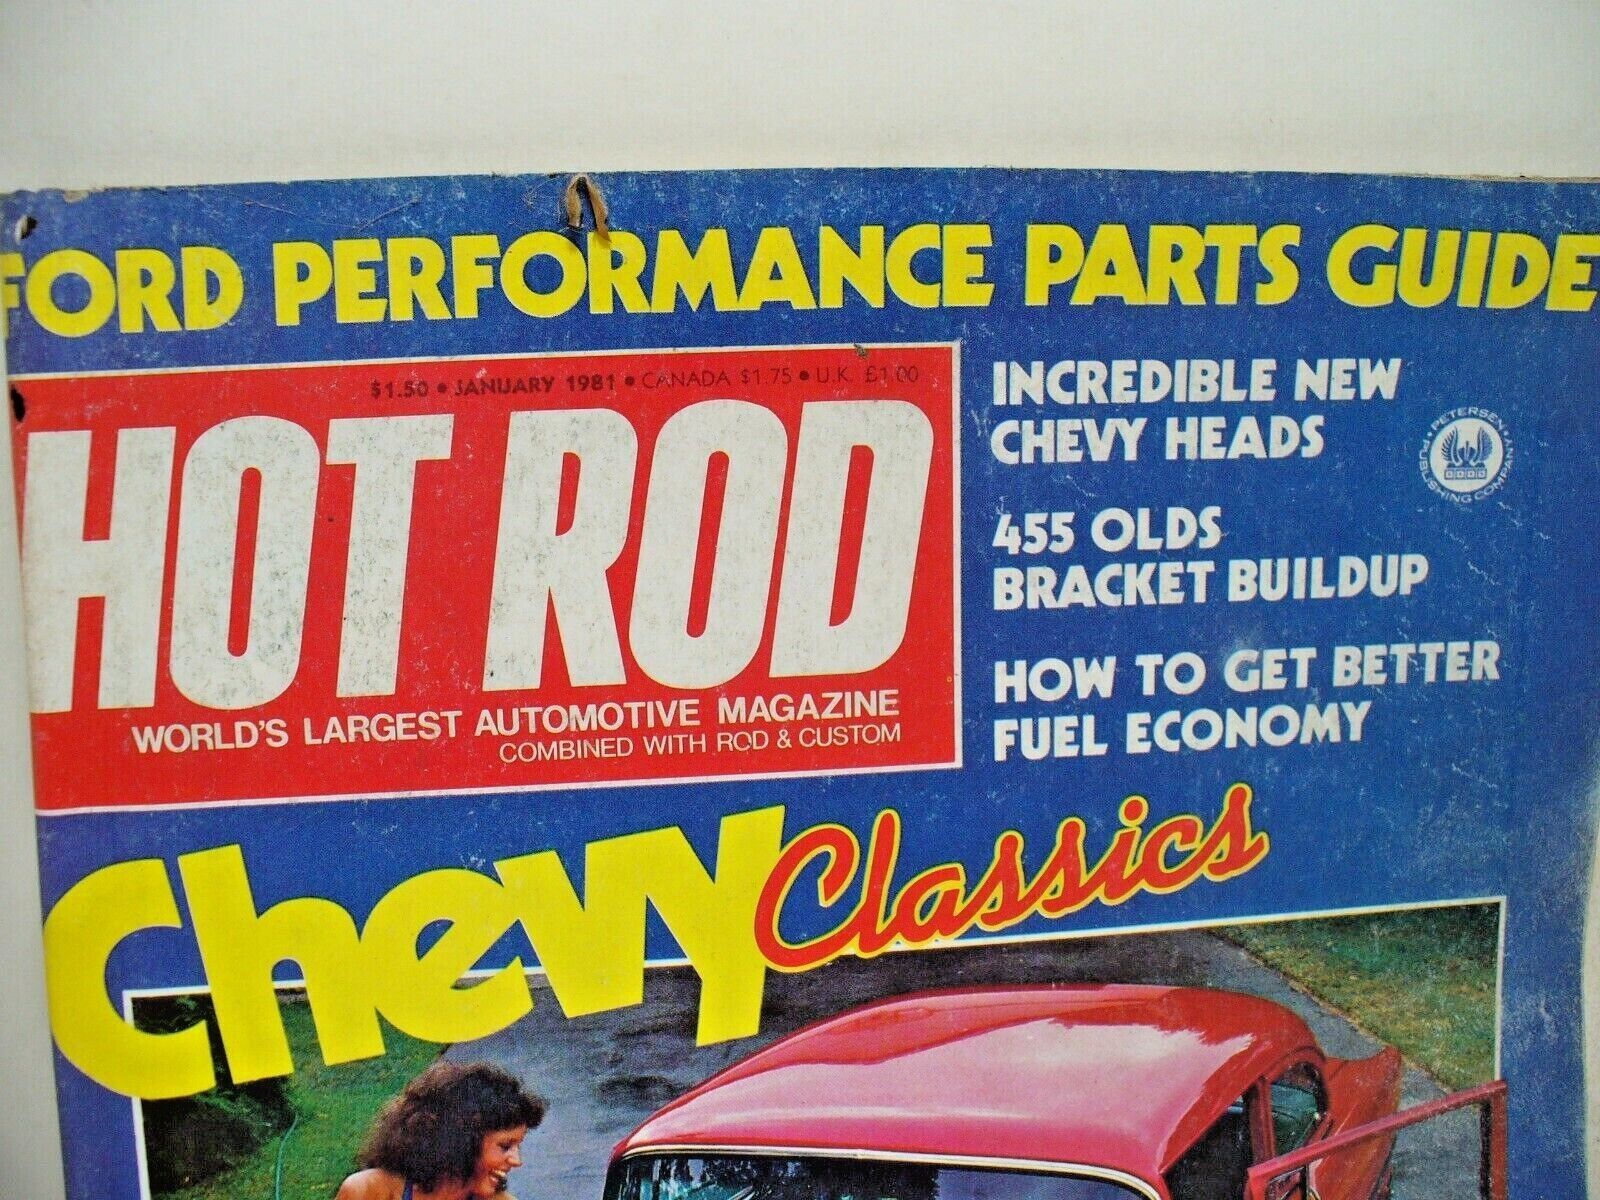 FORD PERFORMANCE PARTS GUIDE
$1.50 • JANUARY 1981 • CANADA $1.75 • U.K. £1.00
HOT ROD
WORLD'S LARGEST AUTOMOTIVE MAGAZINE
COMBINED WITH ROD & CUSTOM
INCREDIBLE NEW
CHEVY HEADS
PETERSEN PUBLISHING COMPANY
455 OLDS
BRACKET BUILDUP
HOW TO GET BETTER
FUEL ECONOMY
Chevy Classics